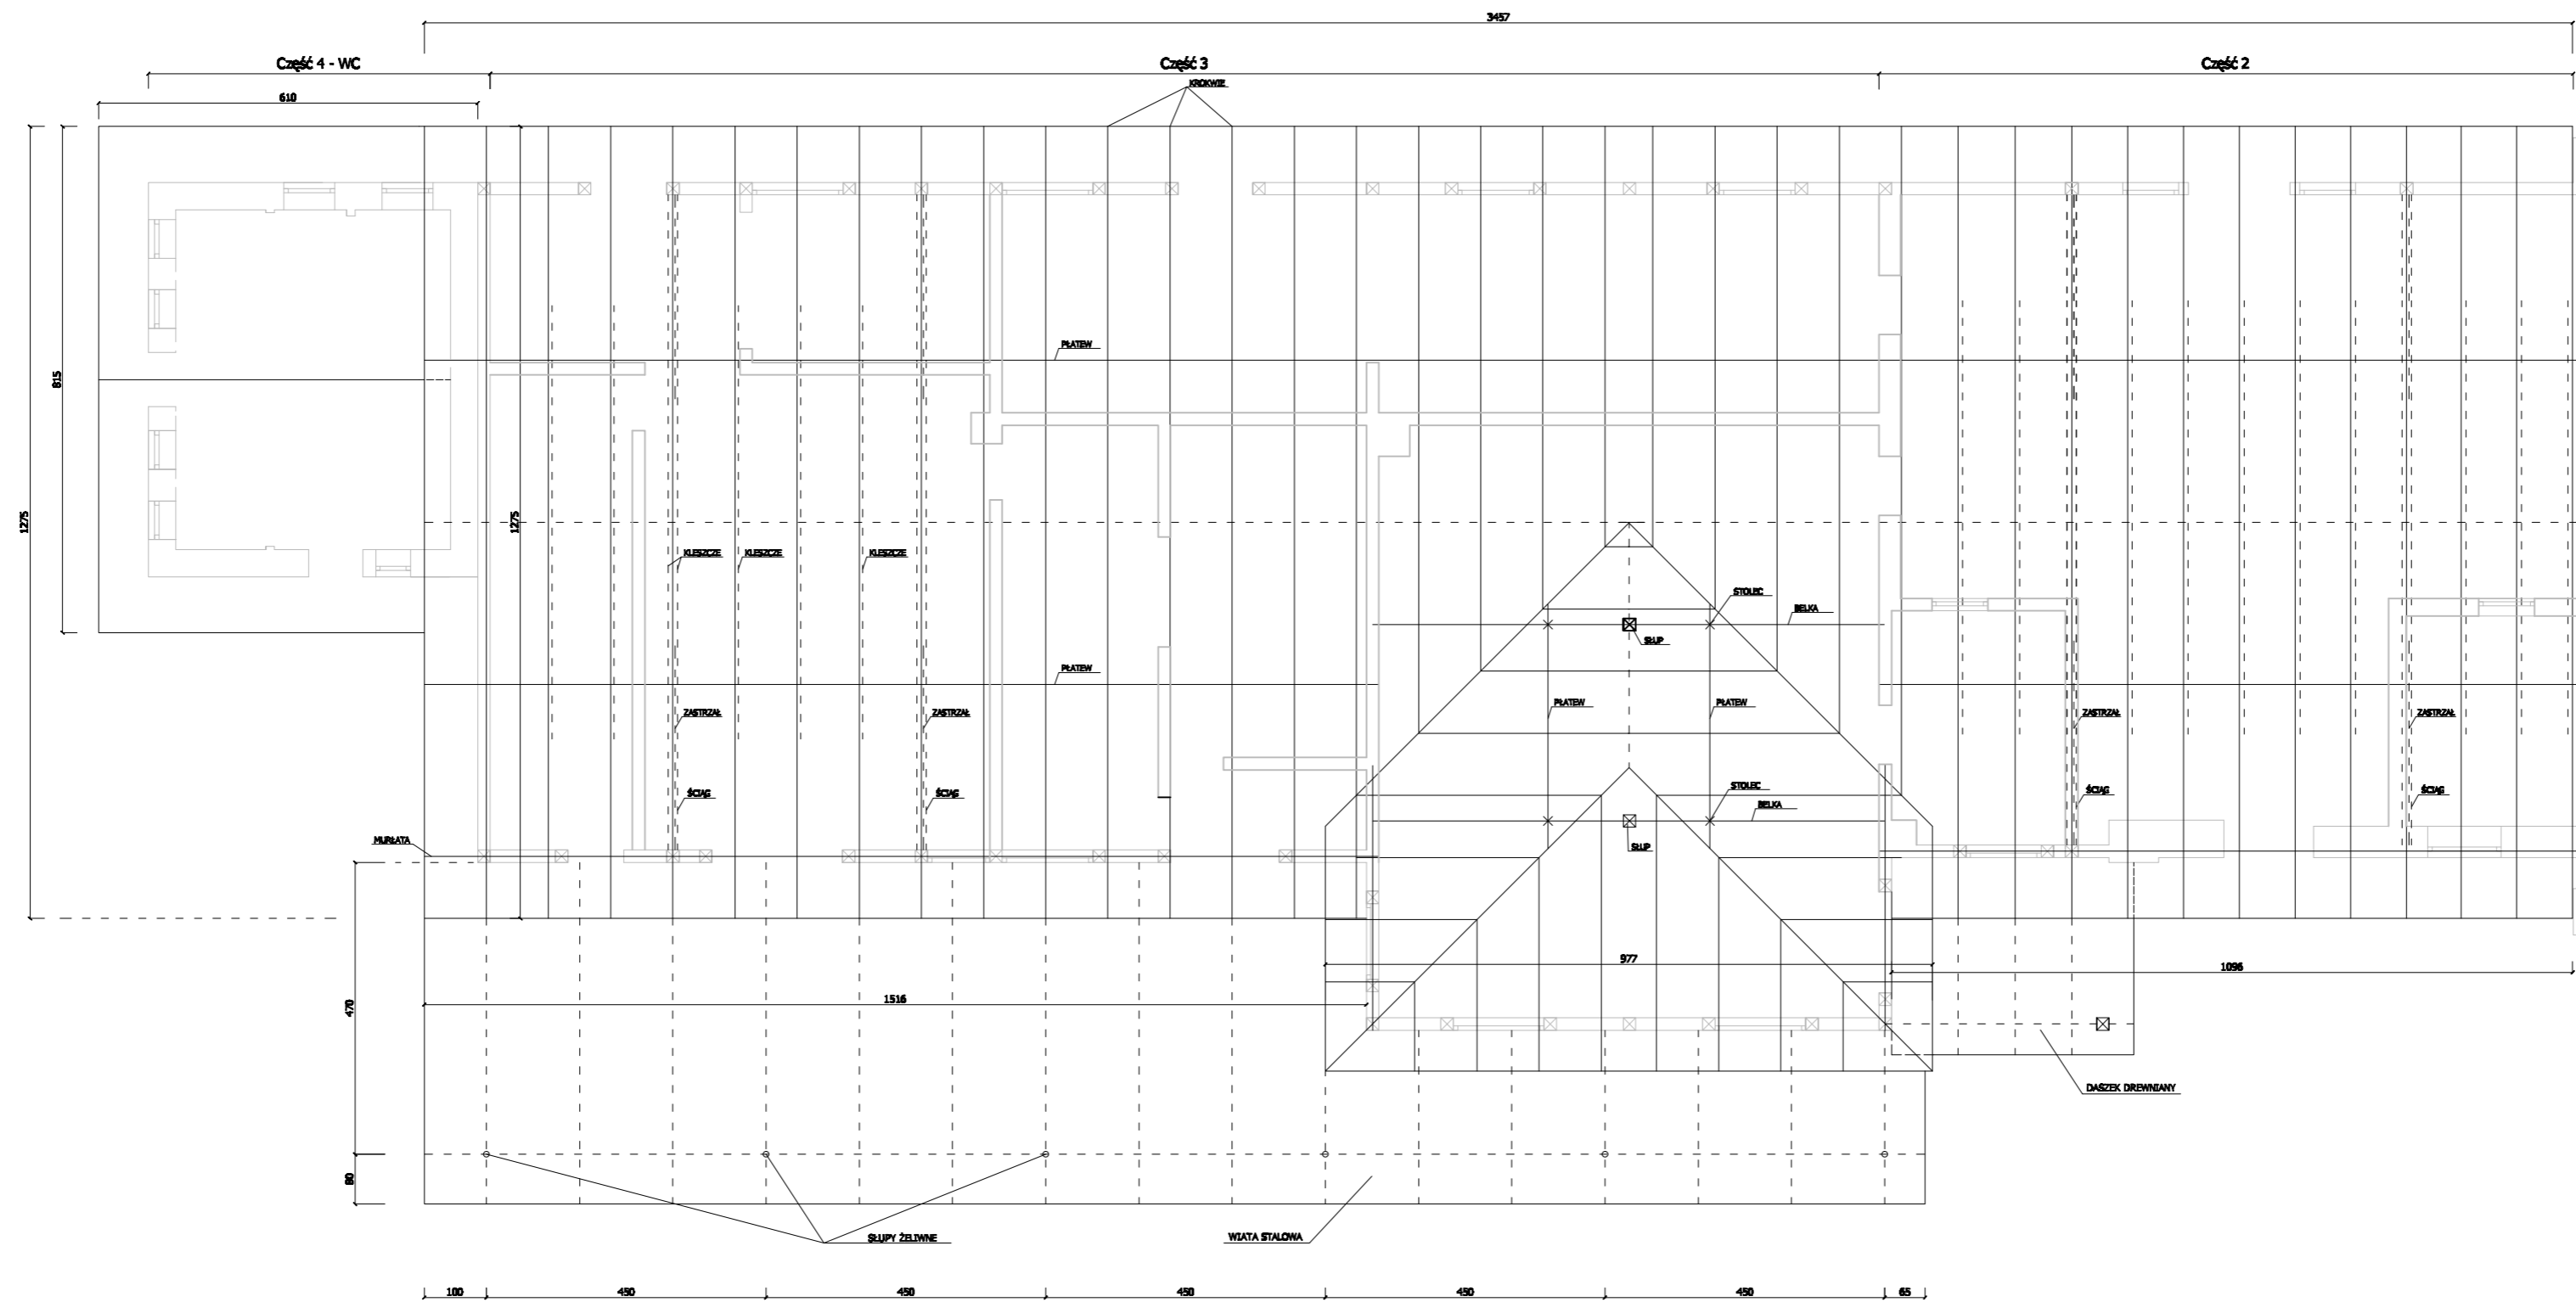 3457
Część 4 - WC
Część 3
Część 2
KROKWIE
610
PŁATEW
815
1275
1275
KLESZCZE
KLESZCZE
KLESZCZE
STOLEC
BELKA
SŁUP
PŁATEW
PŁATEW
PŁATEW
ZASTRZAŁ
ZASTRZAŁ
ZASTRZAŁ
ZASTRZAŁ
STOLEC
BELKA
ŚCIĄG
ŚCIĄG
ŚCIĄG
ŚCIĄG
MURŁATA
SŁUP
977
1096
1516
470
DASZEK DREWNIANY
80
SŁUPY ŻELIWNE
WIATA STALOWA
100
450
450
450
450
450
65